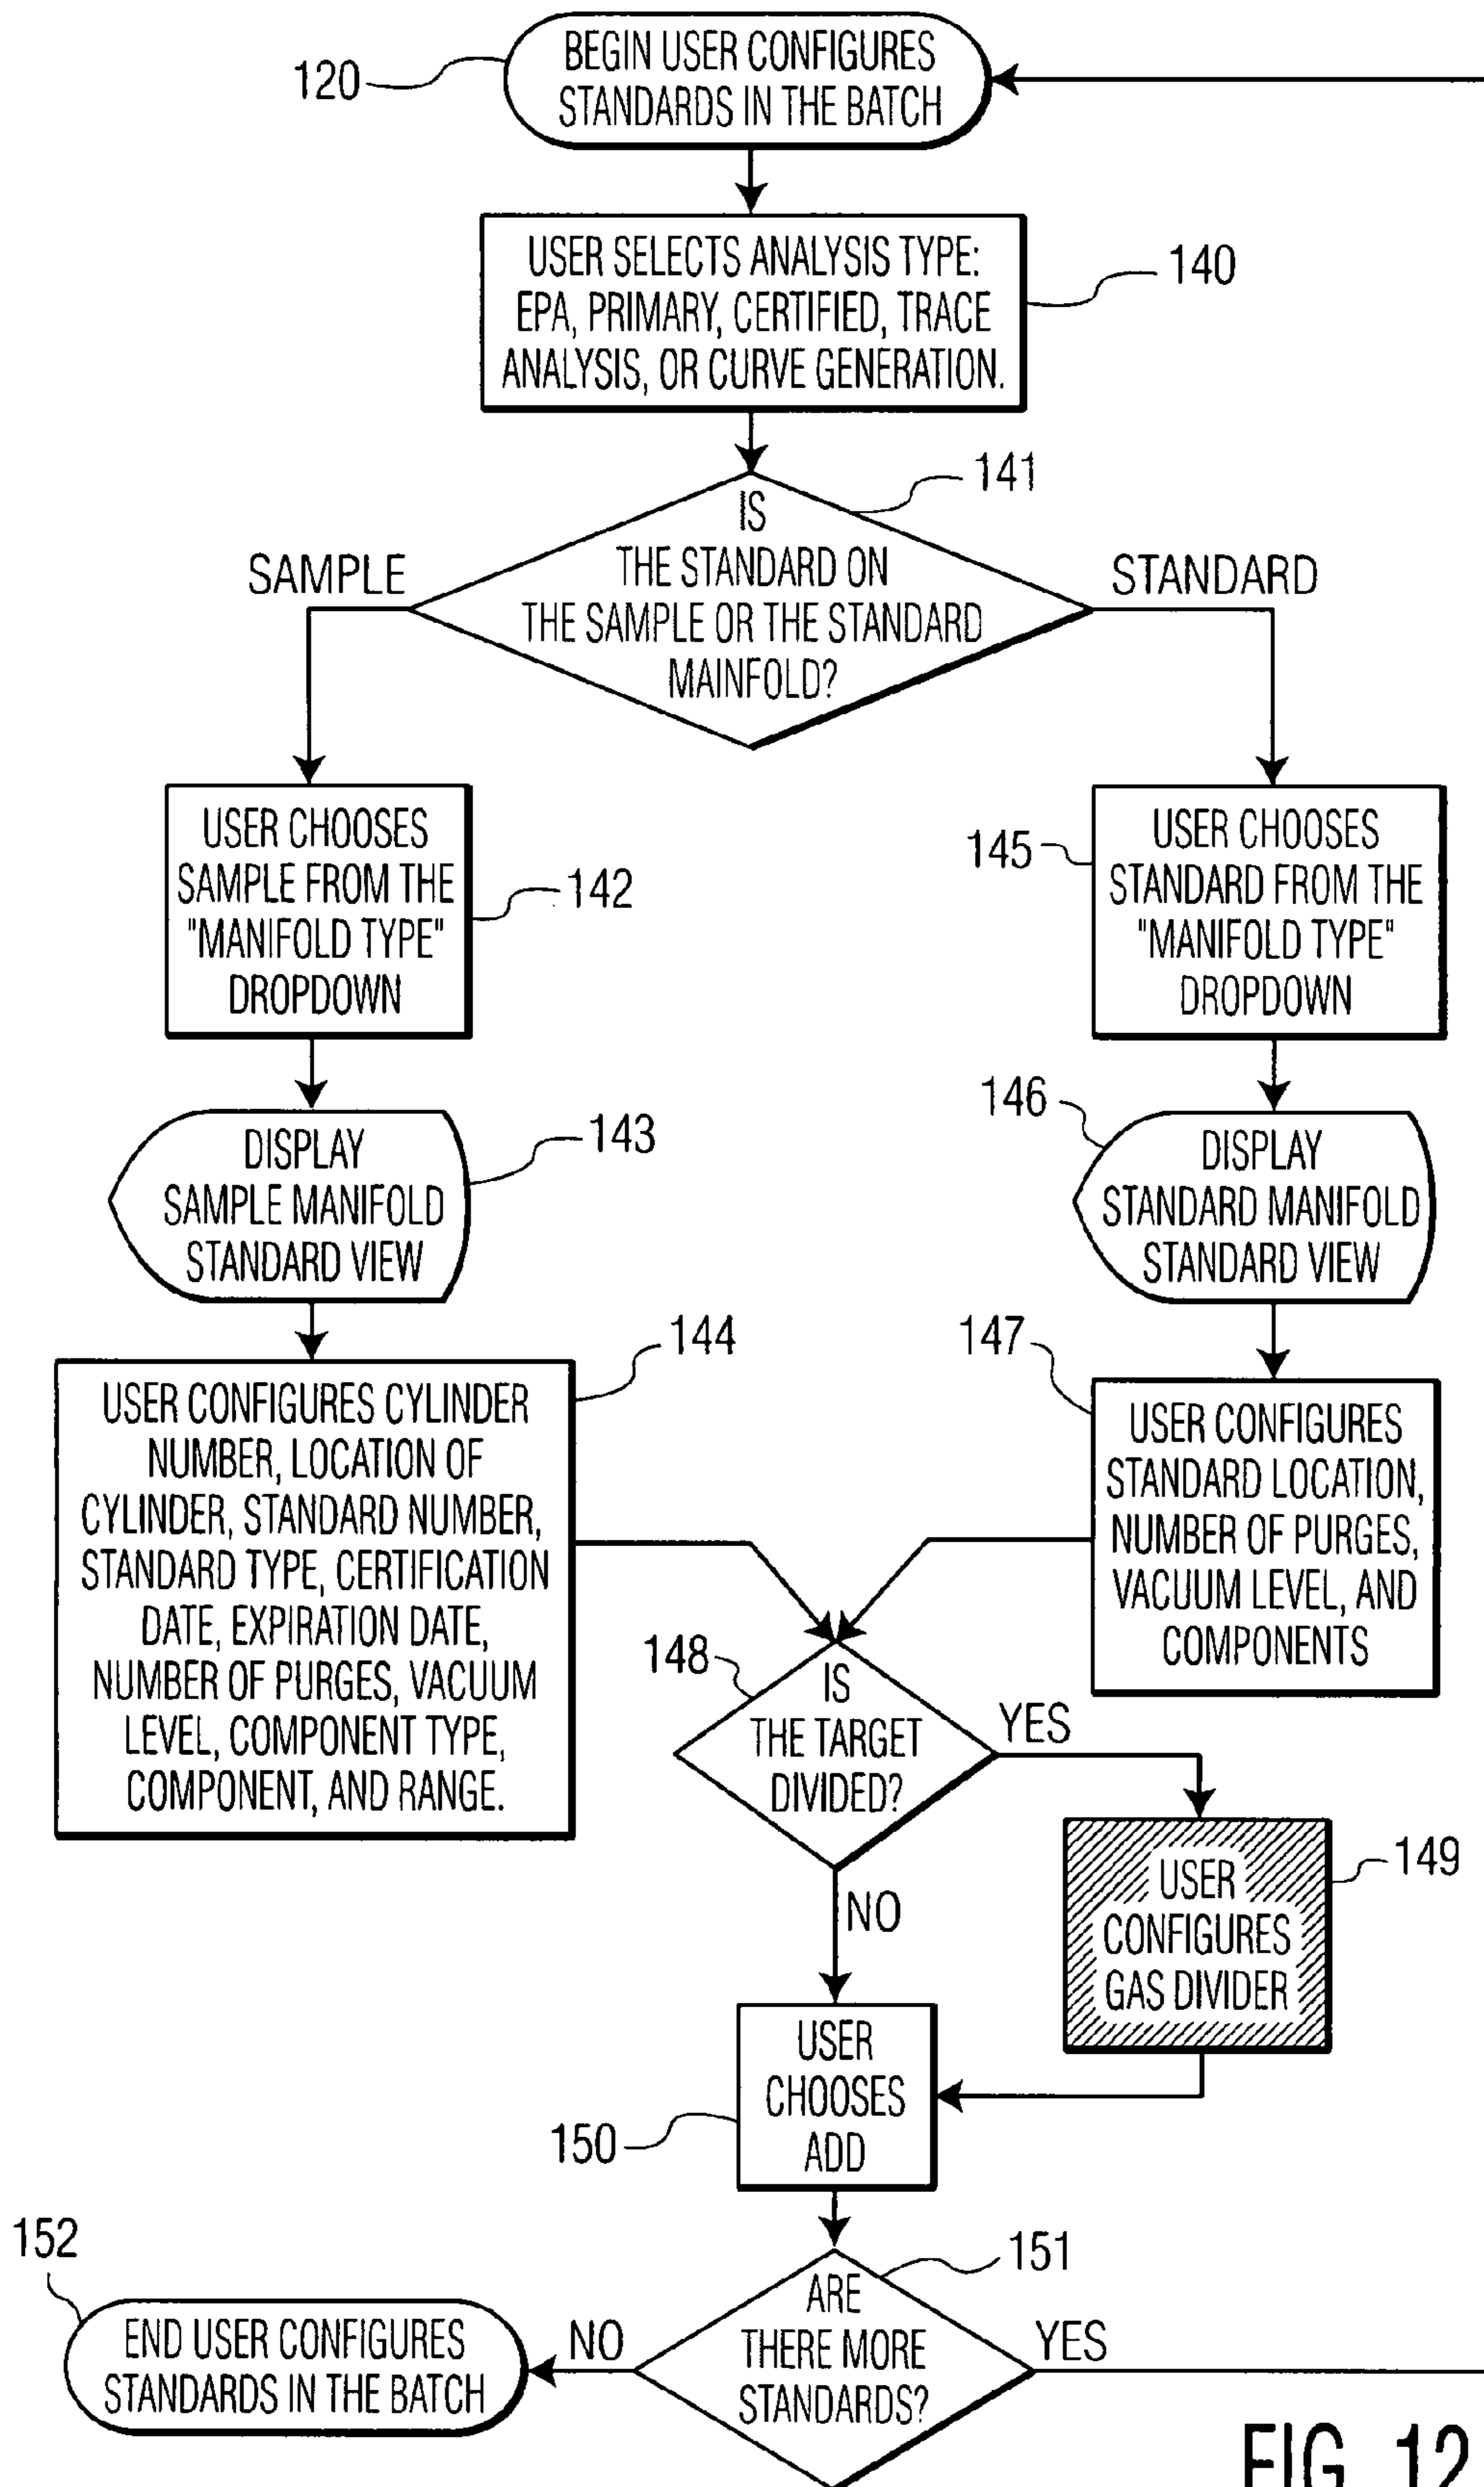 120
BEGIN USER CONFIGURES
STANDARDS IN THE BATCH
USER SELECTS ANALYSIS TYPE:
EPA, PRIMARY, CERTIFIED, TRACE
ANALYSIS, OR CURVE GENERATION.
140
141
IS
THE STANDARD ON
THE SAMPLE OR THE STANDARD
MAINFOLD?
SAMPLE
STANDARD
USER CHOOSES
SAMPLE FROM THE
"MANIFOLD TYPE"
DROPDOWN
142
145
USER CHOOSES
STANDARD FROM THE
"MANIFOLD TYPE"
DROPDOWN
DISPLAY
SAMPLE MANIFOLD
STANDARD VIEW
143
146
DISPLAY
STANDARD MANIFOLD
STANDARD VIEW
144
USER CONFIGURES CYLINDER
NUMBER, LOCATION OF
CYLINDER, STANDARD NUMBER,
STANDARD TYPE, CERTIFICATION
DATE, EXPIRATION DATE,
NUMBER OF PURGES, VACUUM
LEVEL, COMPONENT TYPE,
COMPONENT, AND RANGE.
147
USER CONFIGURES
STANDARD LOCATION,
NUMBER OF PURGES,
VACUUM LEVEL, AND
COMPONENTS
148
IS
THE TARGET
DIVIDED?
YES
NO
149
USER
CONFIGURES
GAS DIVIDER
USER
CHOOSES
ADD
150
151
ARE
THERE MORE
STANDARDS?
NO
YES
152
END USER CONFIGURES
STANDARDS IN THE BATCH
FIG. 12